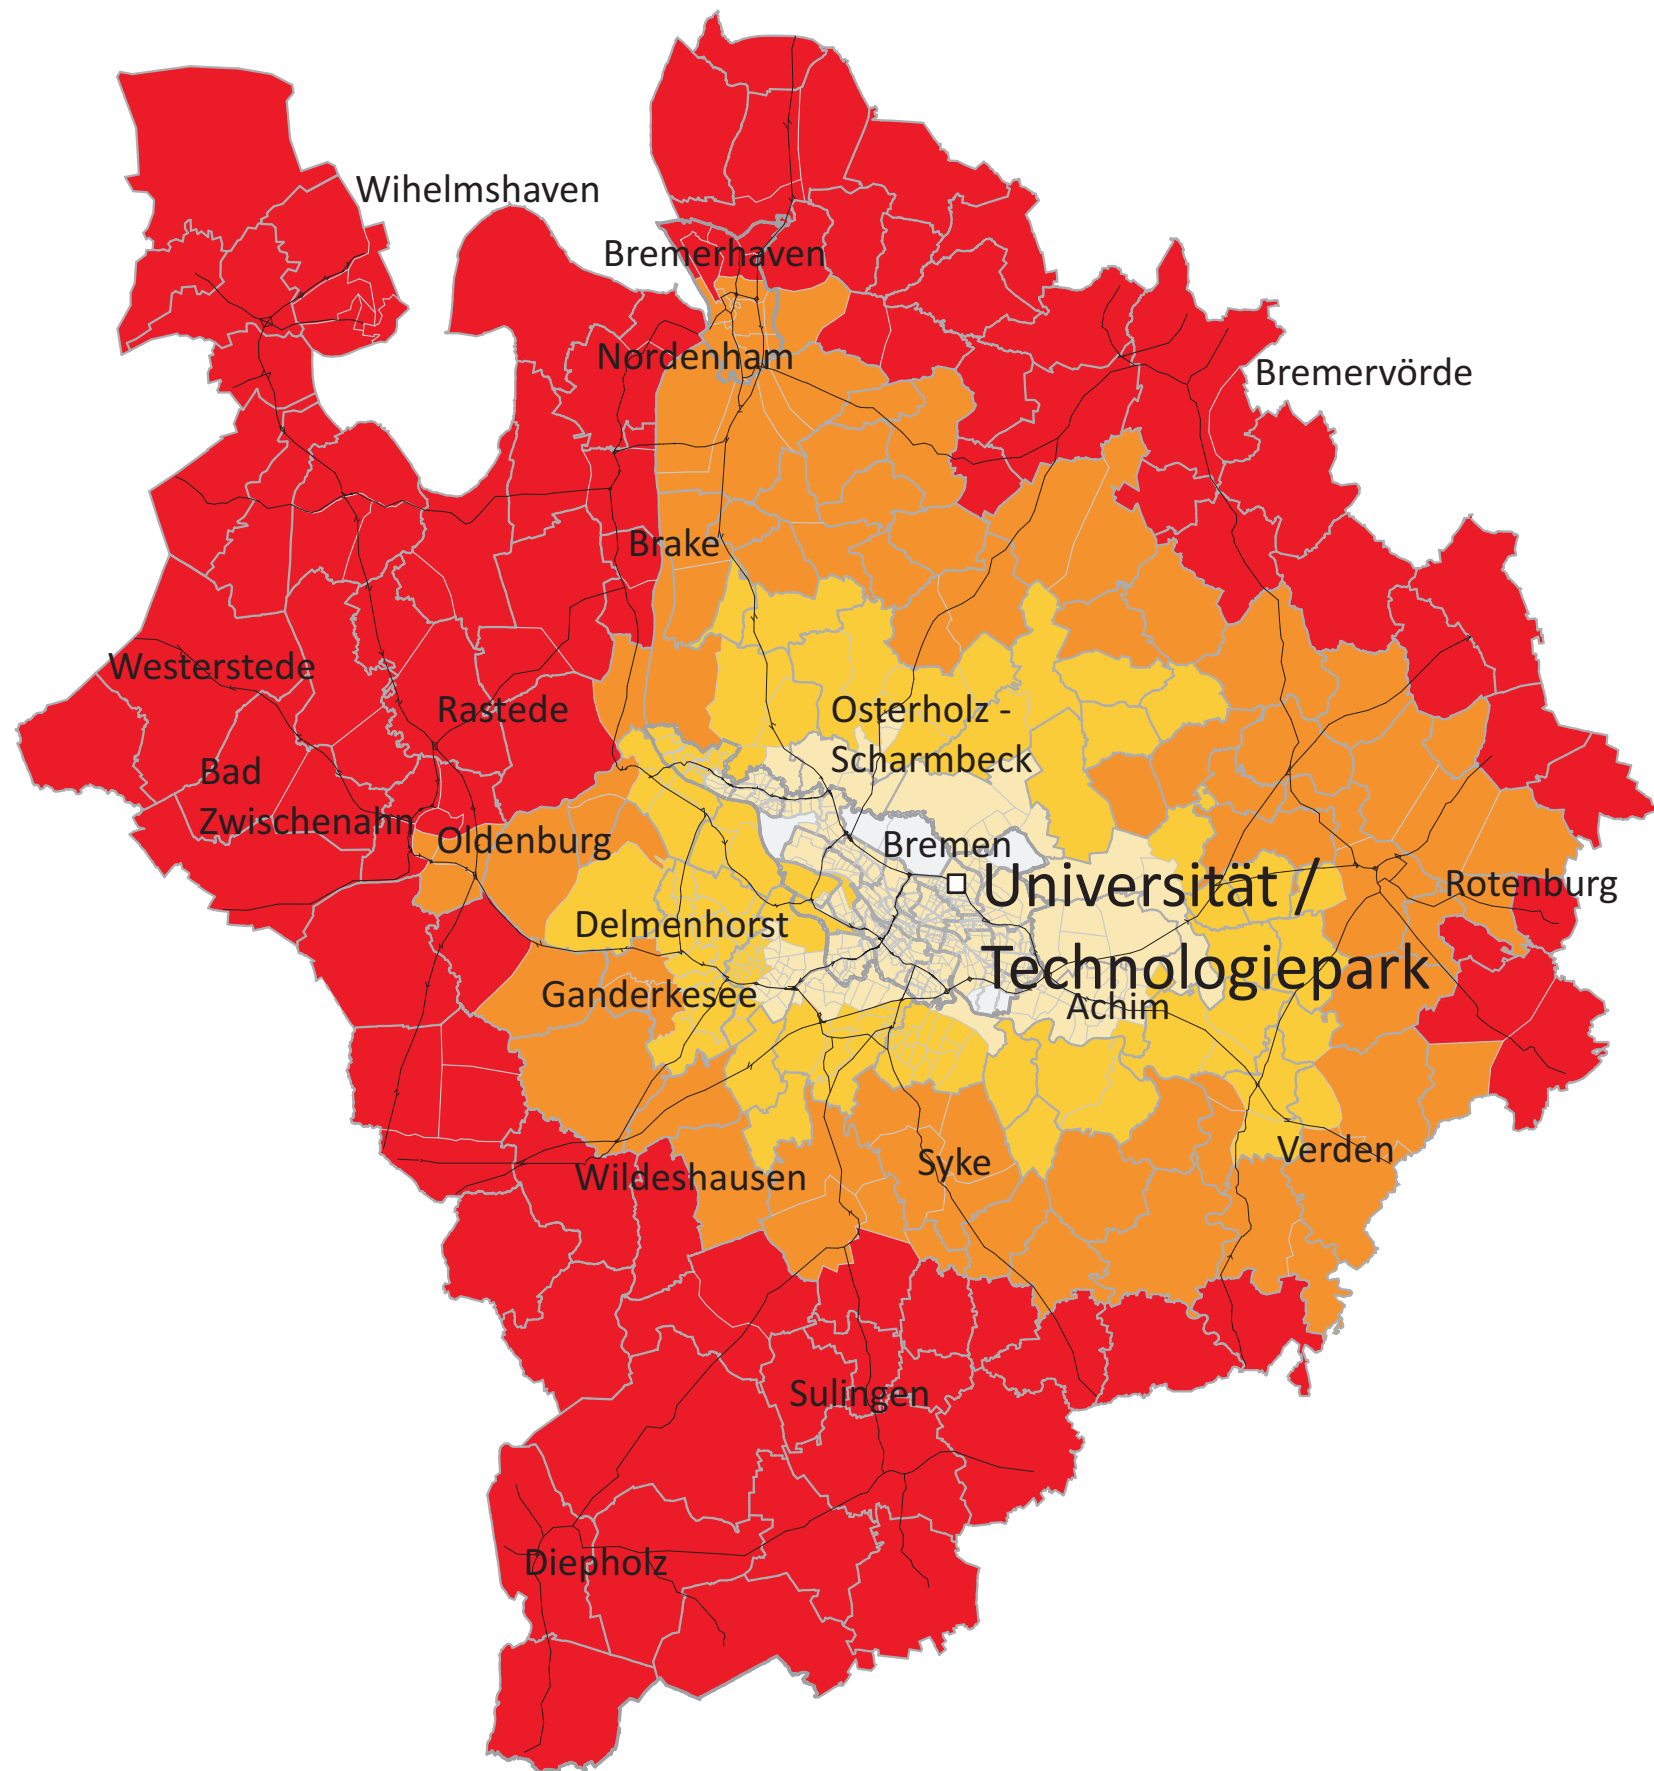 Wihelmshaven
Bremerhaven
Nordenham
Bremervörde
Brake
Westerstede
Rastede
Osterholz -
Scharmbeck
Bad
Zwischenahn
Oldenburg
Bremen
Universität /
Technologiepark
Rotenburg
Delmenhorst
Ganderkesee
Achim
Wildeshausen
Syke
Verden
Sulingen
Diepholz